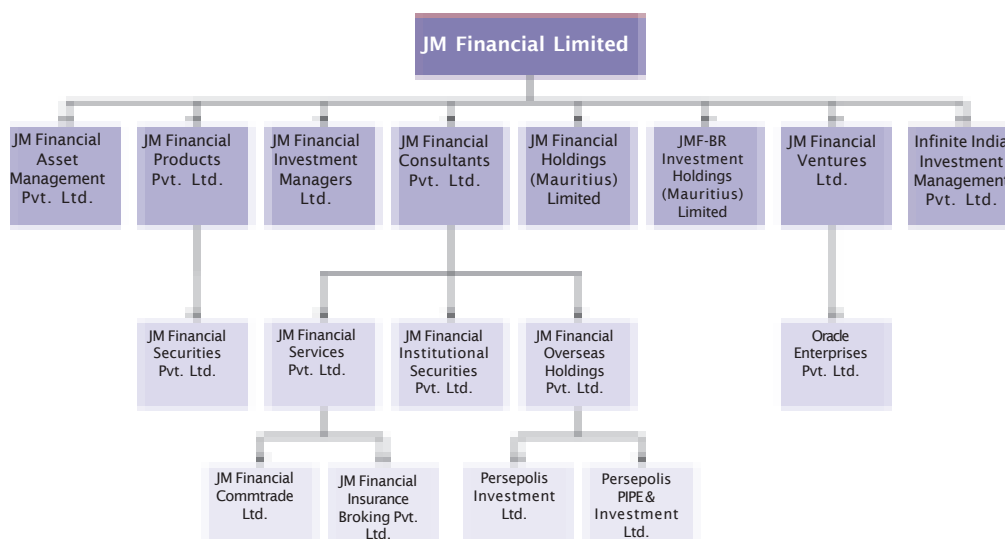 JM Financial Limited
JM Financial
Asset
Management
Pvt. Ltd.
JM Financial
Products
Pvt. Ltd.
JM Financial
Investment
Managers
Ltd.
JM Financial
Consultants
Pvt. Ltd.
JM Financial
Holdings
(Mauritius)
Limited
JMF-BR
Investment
Holdings
(Mauritius)
Limited
JM Financial
Ventures
Ltd.
Infinite India
Investment
Management
Pvt. Ltd.
JM Financial
Securities
Pvt. Ltd.
JM Financial
Services
Pvt. Ltd.
JM Financial
Institutional
Securities
Pvt. Ltd.
JM Financial
Overseas
Holdings
Pvt. Ltd.
Oracle
Enterprises
Pvt. Ltd.
JM Financial
Commtrade
Ltd.
JM Financial
Insurance
Broking Pvt.
Ltd.
Persepolis
Investment
Ltd.
Persepolis
PIPE &
Investment
Ltd.